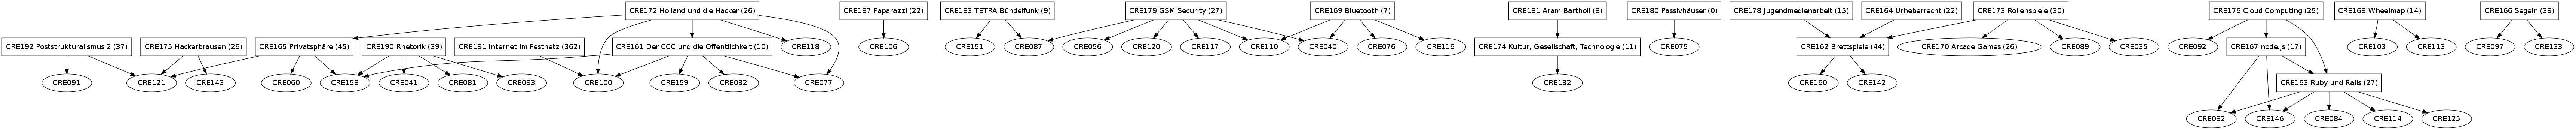 CRE172 Holland und die Hacker (26)
CRE187 Paparazzi (22)
CRE183 TETRA Bündelfunk (9)
CRE179 GSM Security (27)
CRE169 Bluetooth (7)
CRE181 Aram Bartholl (8)
CRE180 Passivhäuser (0)
CRE178 Jugendmedienarbeit (15)
CRE164 Urheberrecht (22)
CRE173 Rollenspiele (30)
CRE176 Cloud Computing (25)
CRE168 Wheelmap (14)
CRE166 Segeln (39)
CRE192 Poststrukturalismus 2 (37)
CRE175 Hackerbrausen (26)
CRE165 Privatsphäre (45)
CRE190 Rhetorik (39)
CRE191 Internet im Festnetz (362)
CRE161 Der CCC und die Öffentlichkeit (10)
CRE118
CRE106
CRE151
CRE087
CRE056
CRE120
CRE117
CRE110
CRE040
CRE076
CRE116
CRE174 Kultur, Gesellschaft, Technologie (11)
CRE075
CRE162 Brettspiele (44)
CRE170 Arcade Games (26)
CRE089
CRE035
CRE092
CRE167 node.js (17)
CRE103
CRE113
CRE097
CRE133
CRE091
CRE121
CRE143
CRE060
CRE158
CRE041
CRE081
CRE093
CRE100
CRE159
CRE032
CRE077
CRE132
CRE160
CRE142
CRE163 Ruby und Rails (27)
CRE082
CRE146
CRE084
CRE114
CRE125